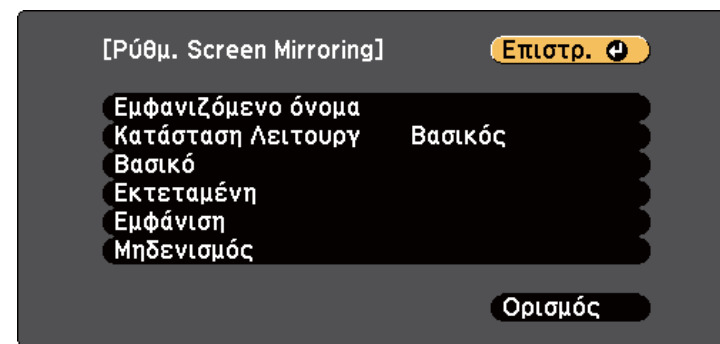 [Ρύθμ. Screen Mirroring] Επιστρ.
Εμφανιζόμενο όνομα
Κατάσταση Λειτουργ Βασικός
Βασικό
Εκτεταμένη
Εμφάνιση
Μηδενισμός
Ορισμός